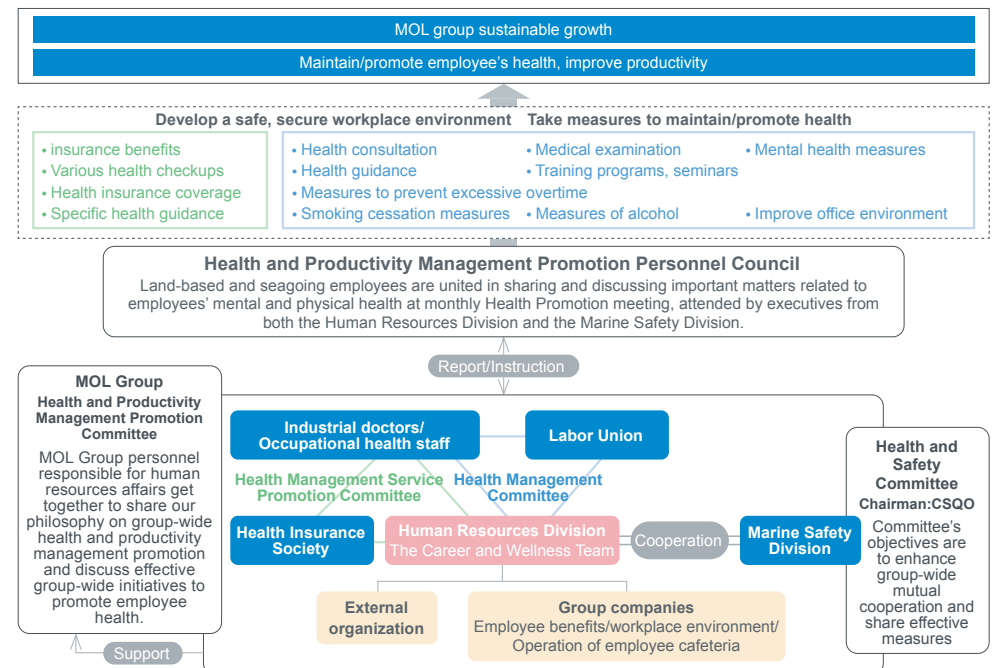 MOL group sustainable growth
Maintain/promote employee's health, improve productivity
Develop a safe, secure workplace environment Take measures to maintain/promote health
• insurance benefits
• Various health checkups
• Health insurance coverage
• Specific health guidance
• Health consultation
• Medical examination
• Mental health measures
• Health guidance
• Training programs, seminars
• Measures to prevent excessive overtime
• Smoking cessation measures
• Measures of alcohol
• Improve office environment
Health and Productivity Management Promotion Personnel Council
Land-based and seagoing employees are united in sharing and discussing important matters related to
employees' mental and physical health at monthly Health Promotion meeting, attended by executives from
both the Human Resources Division and the Marine Safety Division.
Report/Instruction
MOL Group
Health and Productivity
Management Promotion
Committee
MOL Group personnel
responsible for human
resources affairs get
together to share our
philosophy on group-wide
health and productivity
management promotion
and discuss effective
group-wide initiatives to
promote employee
health.
Support
Industrial doctors/
Occupational health staff
Labor Union
Health Management Service
Promotion Committee
Health Management
Committee
Health Insurance
Society
Human Resources Division
The Career and Wellness Team
Cooperation
Marine Safety
Division
External
organization
Group companies
Employee benefits/workplace environment/
Operation of employee cafeteria
Health and
Safety
Committee
Chairman:CSQO
Committee's
objectives are
to enhance
group-wide
mutual
cooperation and
share effective
measures